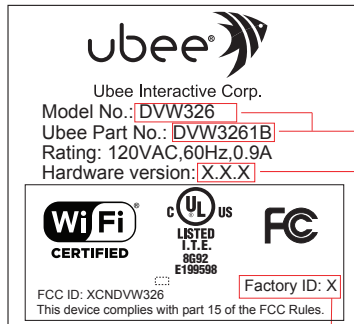 ubee®
Ubee Interactive Corp.
Model No.: DVW326
Ubee Part No.: DVW3261B
Rating: 120VAC,60Hz,0.9A
Hardware version: X.X.X
Wi Fi
CERTIFIED
C UL US
LISTED
I.T.E.
8G92
E199598
FC
Factory ID: X
FCC ID: XCNDVW326
This device complies with part 15 of the FCC Rules.